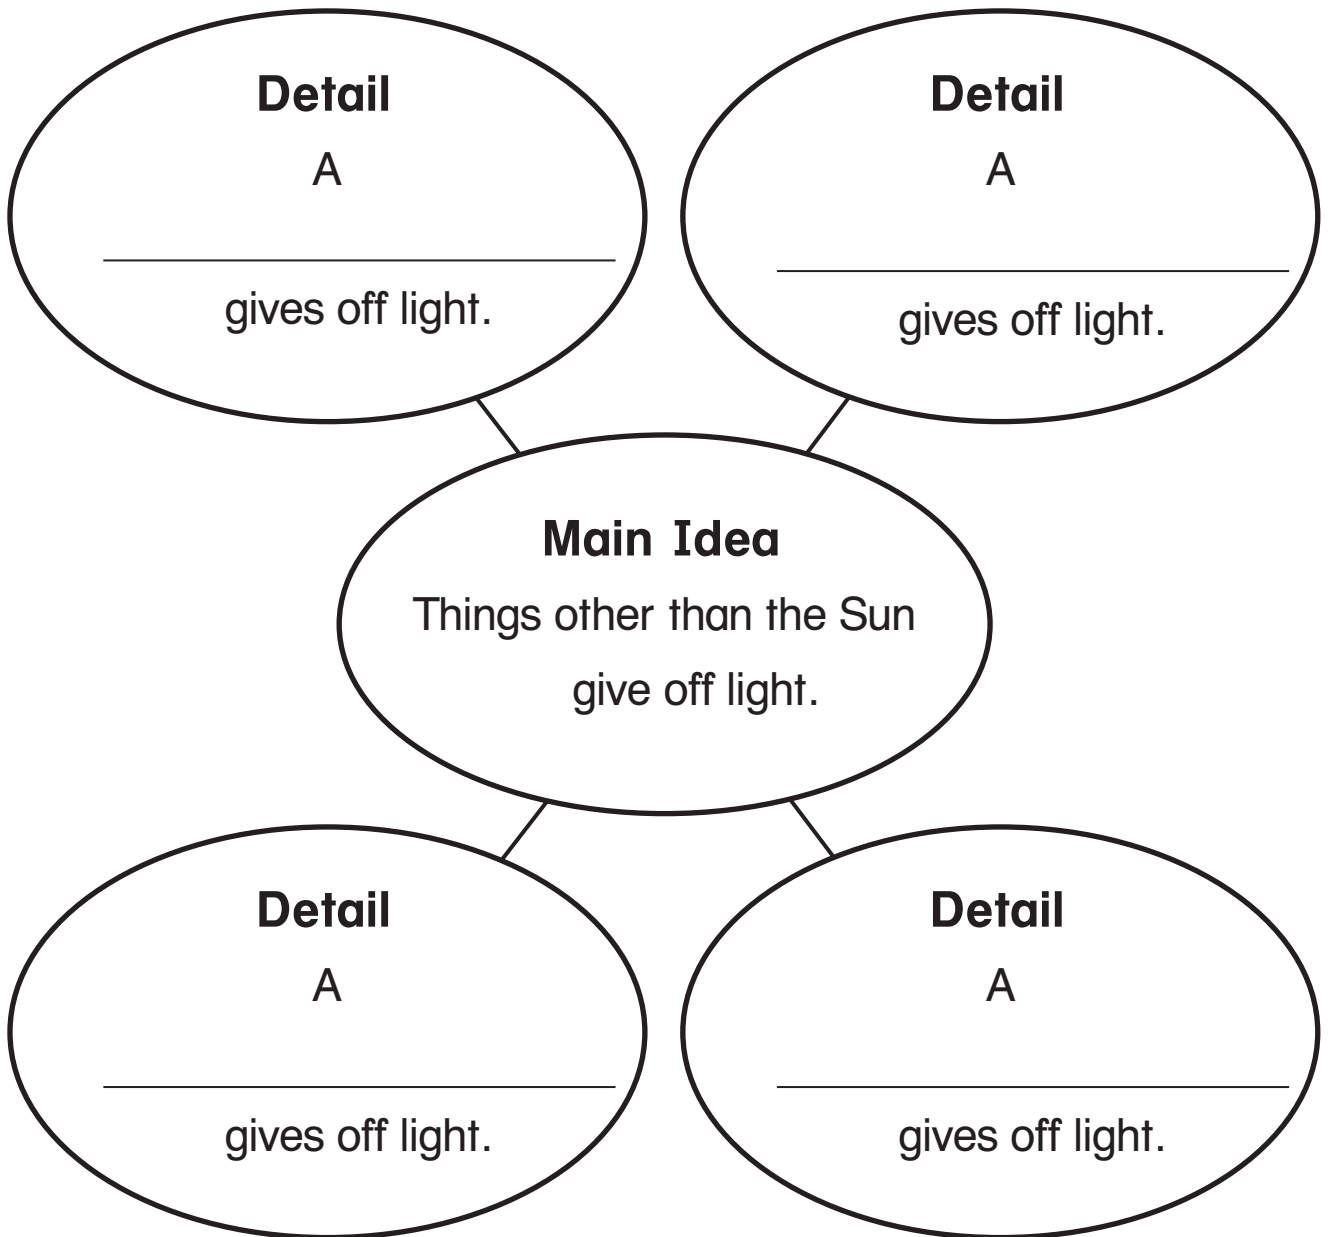 Detail
A
gives off light.
Detail
A
gives off light.
Main Idea
Things other than the Sun
give off light.
Detail
A
gives off light.
Detail
A
gives off light.